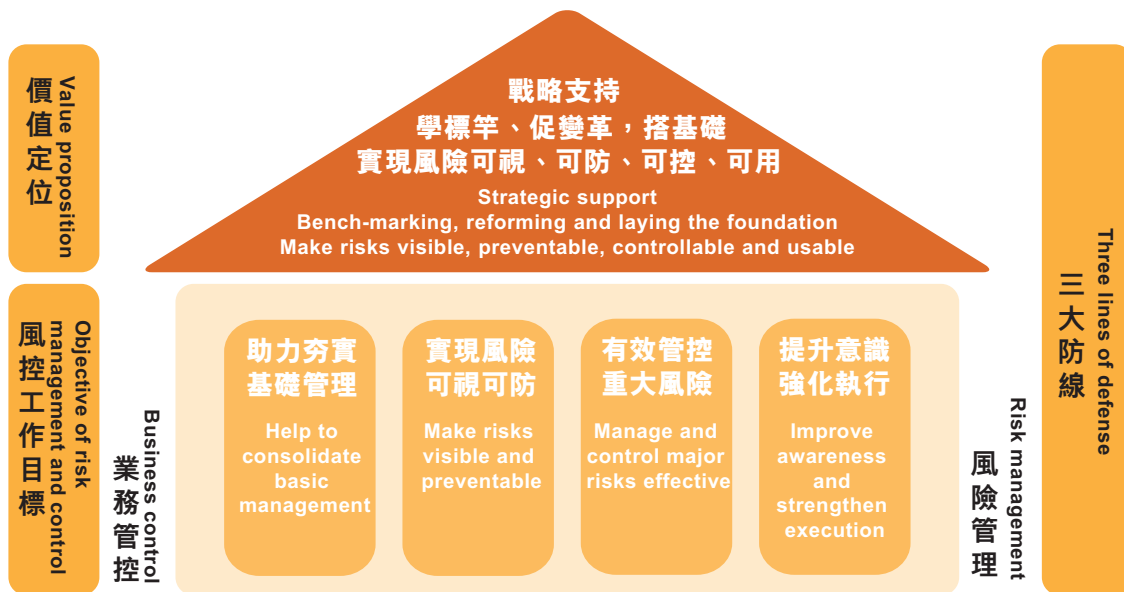 價值定位
Value proposition
戰略支持
學標竿、促變革，搭基礎
實現風險可視、可防、可控、可用
Strategic support
Bench-marking, reforming and laying the foundation
Make risks visible, preventable, controllable and usable
風控工作目標
Objective of risk
management and control
業務管控
Business control
助力夯實
基礎管理
Help to
consolidate
basic
management
實現風險
可視可防
Make risks
visible and
preventable
有效管控
重大風險
Manage and
control major
risks effective
提升意識
強化執行
Improve
awareness
and
strengthen
execution
風險管理
Risk management
三大防線
Three lines of defense